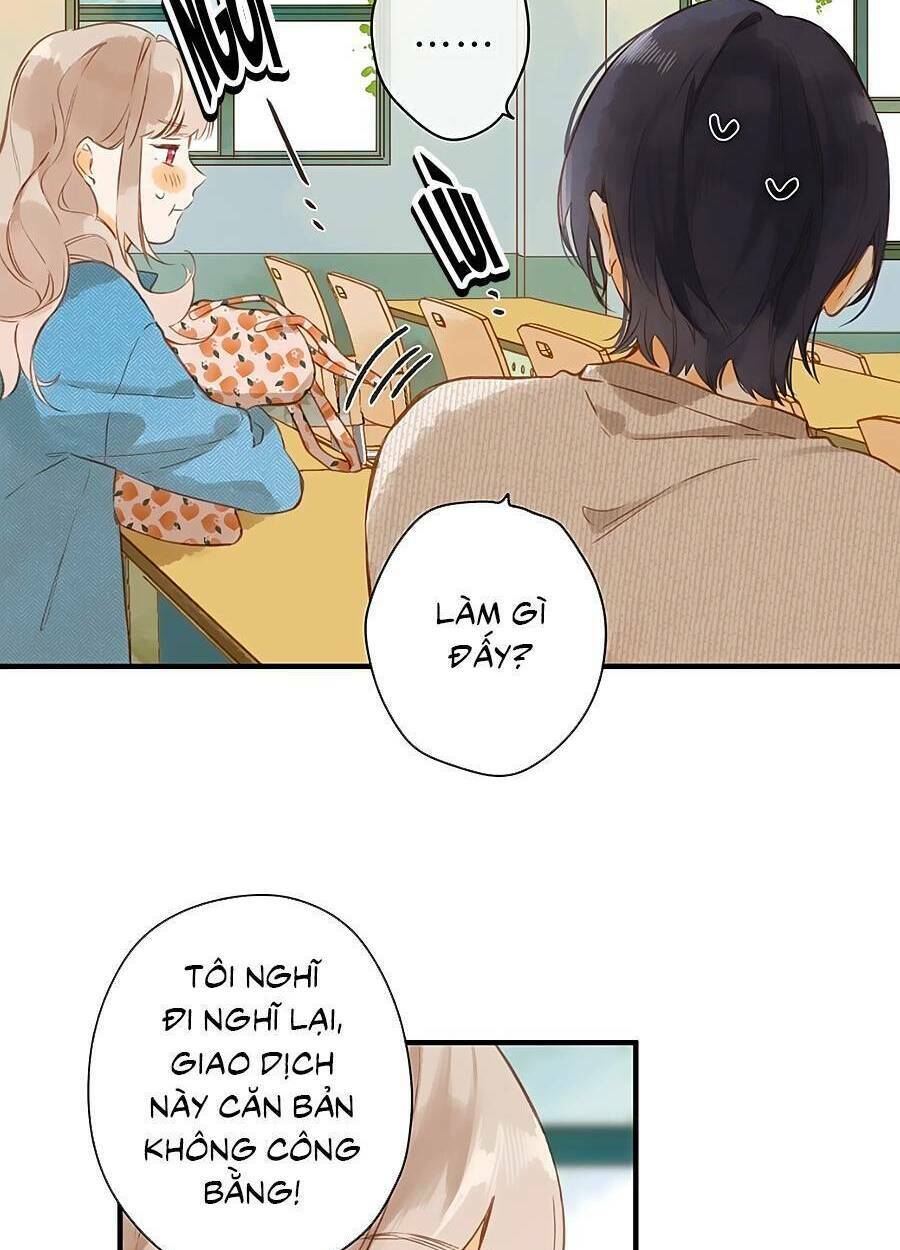 NGỒI
......
LÙI
LÀM GÌ
ĐẤY?
TÔI NGHĨ
ĐI NGHĨ LẠI,
GIAO DỊCH
NÀY CĂN BẢN
KHÔNG CÔNG
BẰNG!